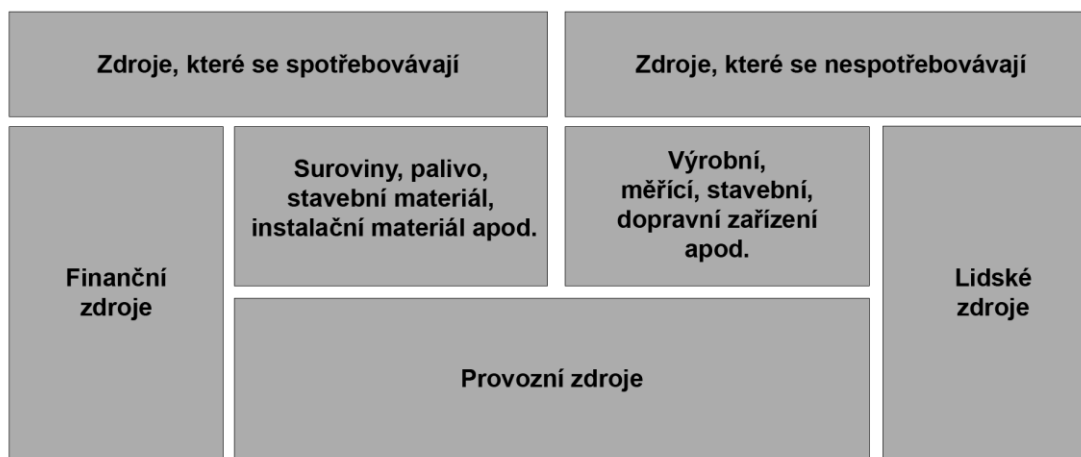 Zdroje, které se spotřebovávají
Zdroje, které se nespotřebovávají
Finanční
zdroje
Suroviny, palivo,
stavební materiál,
instalační materiál apod.
Výrobní,
měřící, stavební,
dopravní zařízení
apod.
Lidské
zdroje
Provozní zdroje